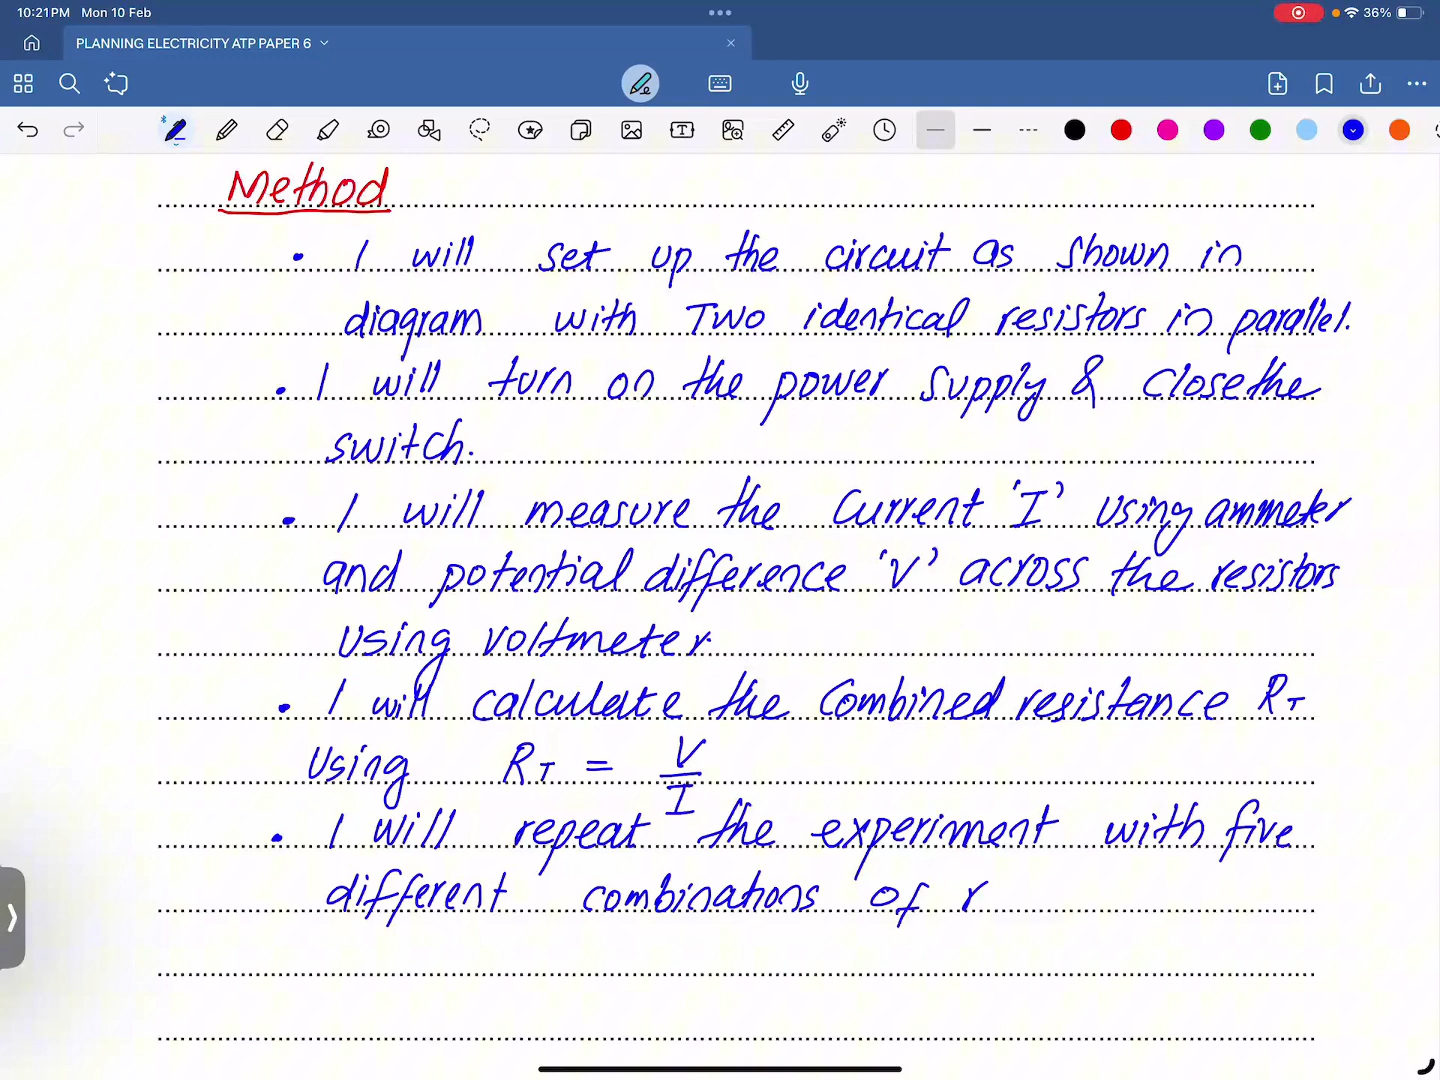 10:21PM Mon 10 Feb
36%
PLANNING ELECTRICITY ATP PAPER 6
Method
• I will set up the circuit as shown in
diagram with Two identical resistors in parallel.
• I will turn on the power supply & close the
switch.
• I will measure the current 'I' using ammeter
and potential difference 'V' across the resistors
using voltmeter.
• I will calculate the combined resistance R_T
using R_T = V/I
• I will repeat the experiment with five
different combinations of r